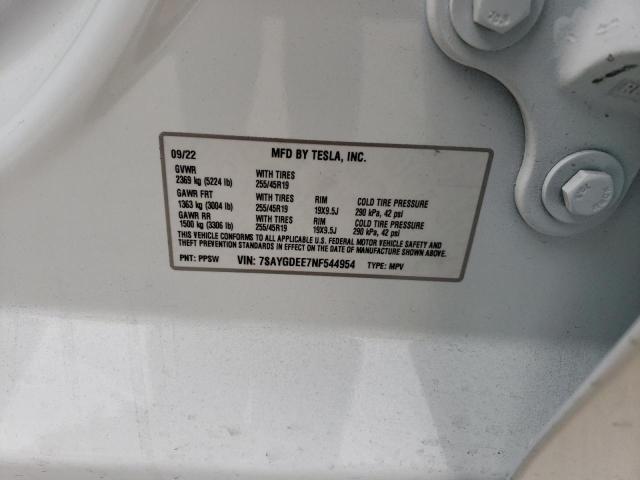 09/22 MFD BY TESLA, INC.
GVWR WITH TIRES
2369 kg (5224 lb) 255/45R19
GAWR FRT WITH TIRES RIM COLD TIRE PRESSURE
1363 kg (3004 lb) 255/45R19 19X9.5J 290 kPa, 42 psi
GAWR RR WITH TIRES RIM COLD TIRE PRESSURE
1500 kg (3306 lb) 255/45R19 19X9.5J 290 kPa, 42 psi
THIS VEHICLE CONFORMS TO ALL APPLICABLE U.S. FEDERAL MOTOR VEHICLE SAFETY AND
THEFT PREVENTION STANDARDS IN EFFECT ON THE DATE OF MANUFACTURE SHOWN ABOVE.
PNT: PPSW VIN: 7SAYGDEE7NF544954 TYPE: MPV